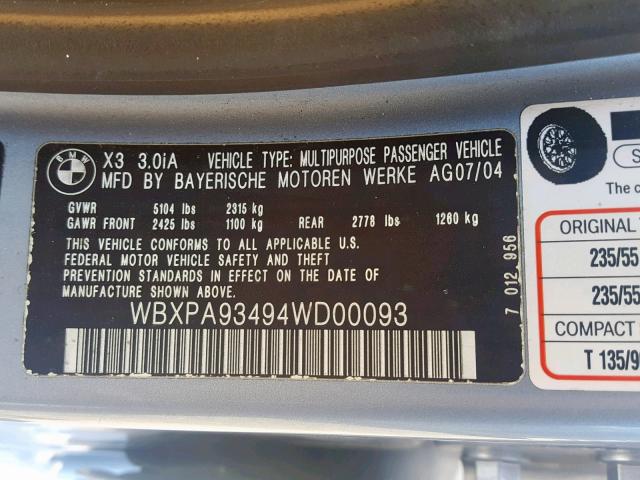 BMW
X3 3.0iA VEHICLE TYPE: MULTIPURPOSE PASSENGER VEHICLE
MFD BY BAYERISCHE MOTOREN WERKE AG07/04
GVWR 5104 lbs 2315 kg
GAWR FRONT 2425 lbs 1100 kg REAR 2778 lbs 1260 kg
THIS VEHICLE CONFORMS TO ALL APPLICABLE U.S.
FEDERAL MOTOR VEHICLE SAFETY AND THEFT
PREVENTION STANDARDS IN EFFECT ON THE DATE OF
MANUFACTURE SHOWN ABOVE.
WBXPA93494WD00093
7 012 956
S
The c
ORIGINAL
235/55
235/55
COMPACT
T 135/9